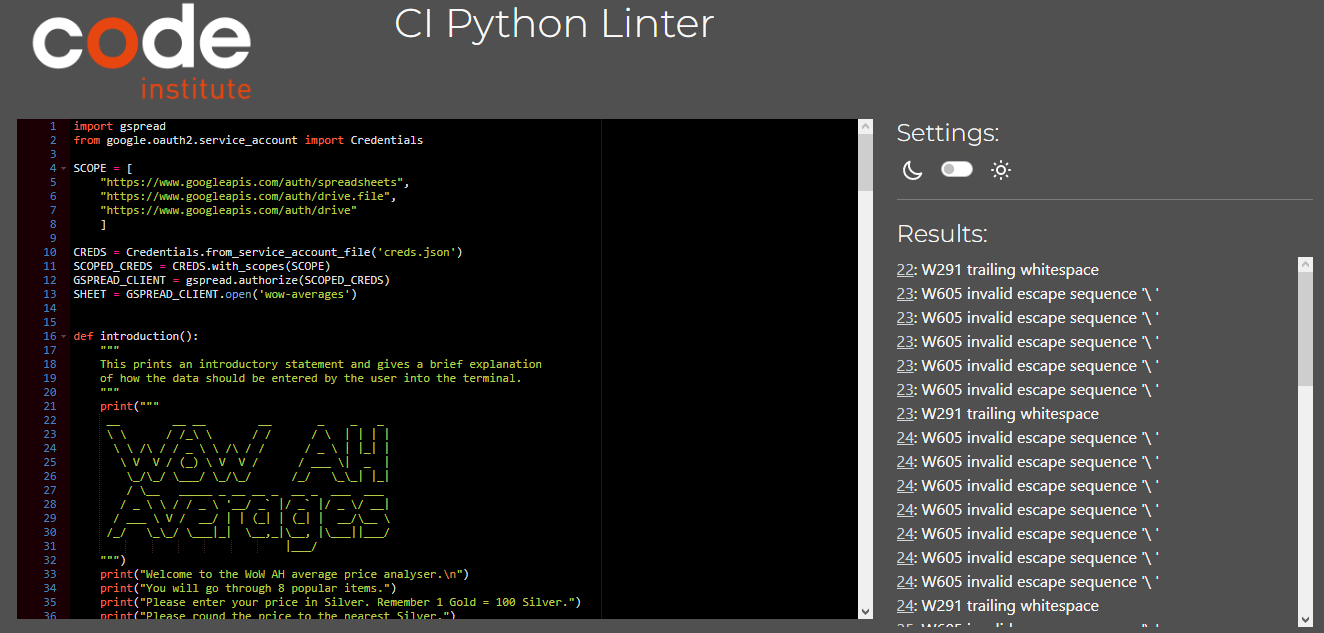 code
institute
CI Python Linter
1 import gspread
2 from google.oauth2.service_account import Credentials
3
4 SCOPE = [
5     "https://www.googleapis.com/auth/spreadsheets",
6     "https://www.googleapis.com/auth/drive.file",
7     "https://www.googleapis.com/auth/drive"
8     ]
9
10 CREDS = Credentials.from_service_account_file('creds.json')
11 SCOPED_CREDS = CREDS.with_scopes(SCOPE)
12 GSPREAD_CLIENT = gspread.authorize(SCOPED_CREDS)
13 SHEET = GSPREAD_CLIENT.open('wow-averages')
14
15
16 def introduction():
17     """
18     This prints an introductory statement and gives a brief explanation
19     of how the data should be entered by the user into the terminal.
20     """
21     print("""
22
23
24
25
26
27
28
29
30
31
32     """)
33     print("Welcome to the WoW AH average price analyser.\n")
34     print("You will go through 8 popular items.")
35     print("Please enter your price in Silver. Remember 1 Gold = 100 Silver.")
36     print("Please round the price to the nearest Silver.")
Settings:
Results:
22: W291 trailing whitespace
23: W605 invalid escape sequence '\ '
23: W605 invalid escape sequence '\ '
23: W605 invalid escape sequence '\ '
23: W605 invalid escape sequence '\ '
23: W605 invalid escape sequence '\ '
23: W291 trailing whitespace
24: W605 invalid escape sequence '\ '
24: W605 invalid escape sequence '\ '
24: W605 invalid escape sequence '\ '
24: W605 invalid escape sequence '\ '
24: W605 invalid escape sequence '\ '
24: W605 invalid escape sequence '\ '
24: W605 invalid escape sequence '\ '
24: W291 trailing whitespace